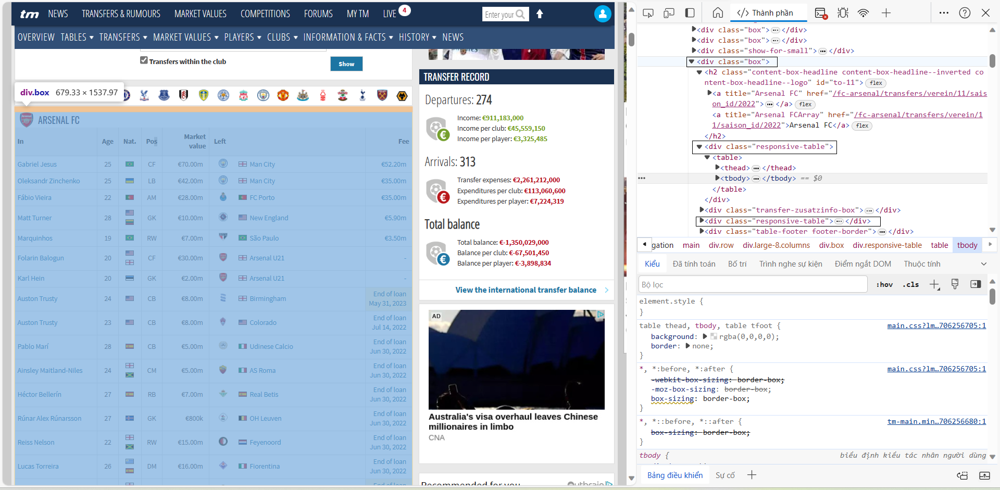 tm NEWS TRANSFERS & RUMOURS MARKET VALUES COMPETITIONS FORUMS MY TM LIVE 4 Enter your
OVERVIEW TABLES TRANSFERS MARKET VALUES PLAYERS CLUBS INFORMATION & FACTS HISTORY NEWS
Transfers within the club
Show
div.box 679.33 × 1537.97
ARSENAL FC
In Age Nat. Pos Market value Left Fee
Gabriel Jesus 25 CF €70.00m Man City €52.20m
Oleksandr Zinchenko 25 LB €42.00m Man City €35.00m
Fábio Vieira 22 AM €28.00m FC Porto €35.00m
Matt Turner 28 GK €10.00m New England €5.90m
Marquinhos 19 RW €7.00m São Paulo €3.50m
Folarin Balogun 20 CF €30.00m Arsenal U21 -
Karl Hein 20 GK €2.00m Arsenal U21 -
Auston Trusty 24 CB €8.00m Birmingham End of loan May 31, 2023
Auston Trusty 23 CB €8.00m Colorado End of loan Jul 14, 2022
Pablo Marí 28 CB €5.00m Udinese Calcio End of loan Jun 30, 2022
Ainsley Maitland-Niles 24 CM €5.00m AS Roma End of loan Jun 30, 2022
Héctor Bellerín 27 RB €7.00m Real Betis End of loan Jun 30, 2022
Rúnar Alex Rúnarsson 27 GK €800k OH Leuven End of loan Jun 30, 2022
Reiss Nelson 22 RW €15.00m Feyenoord End of loan Jun 30, 2022
Lucas Torreira 26 DM €16.00m Fiorentina End of loan Jun 30, 2022
End of loan
TRANSFER RECORD
Departures: 274
Income: €911,183,000
Income per club: €45,559,150
Income per player: €3,325,485
Arrivals: 313
Transfer expenses: €2,261,212,000
Expenditures per club: €113,060,600
Expenditures per player: €7,224,319
Total balance
Total balance: €-1,350,029,000
Balance per club: €-67,501,450
Balance per player: €-3,898,834
View the international transfer balance
AD
Australia's visa overhaul leaves Chinese
millionaires in limbo
CNA
Recommended for you
</> Thành phần
<div class="box"> … </div>
<div class="box"> … </div>
<div class="show-for-small"> … </div>
<div class="box">
<h2 class="content-box-headline content-box-headline--inverted co
ntent-box-headline--logo" id="to-11"> flex
<a title="Arsenal FC" href="/fc-arsenal/transfers/verein/11/sais
on_id/2022"> … </a> flex
<a title="Arsenal FCArray" href="/fc-arsenal/transfers/verein/1
1/saison_id/2022">Arsenal FC</a> flex
</h2>
<div class="responsive-table">
<table>
<thead> … </thead>
<tbody> … </tbody> == $0
</table>
</div>
<div class="transfer-zusatzinfo-box"> … </div>
<div class="responsive-table"> … </div>
<div class="table-footer footer-border"> … </div>
gation main div.row div.large-8.columns div.box div.responsive-table table tbody
Kiểu Đã tính toán Bố trí Trình nghe sự kiện Điểm ngắt DOM Thuộc tính
Bộ lọc :hov .cls
element.style {
}
table thead, tbody, table tfoot { main.css?lm…706256705:1
background: rgba(0,0,0,0);
border: none;
}
*, *:before, *:after { main.css?lm…706256705:1
-webkit-box-sizing: border-box;
-moz-box-sizing: border-box;
box-sizing: border-box;
}
*, *::before, *::after { tm-main.min…706256680:1
box-sizing: border-box;
}
tbody { biểu định kiểu tác nhân người dùng
Bảng điều khiển Sự cố